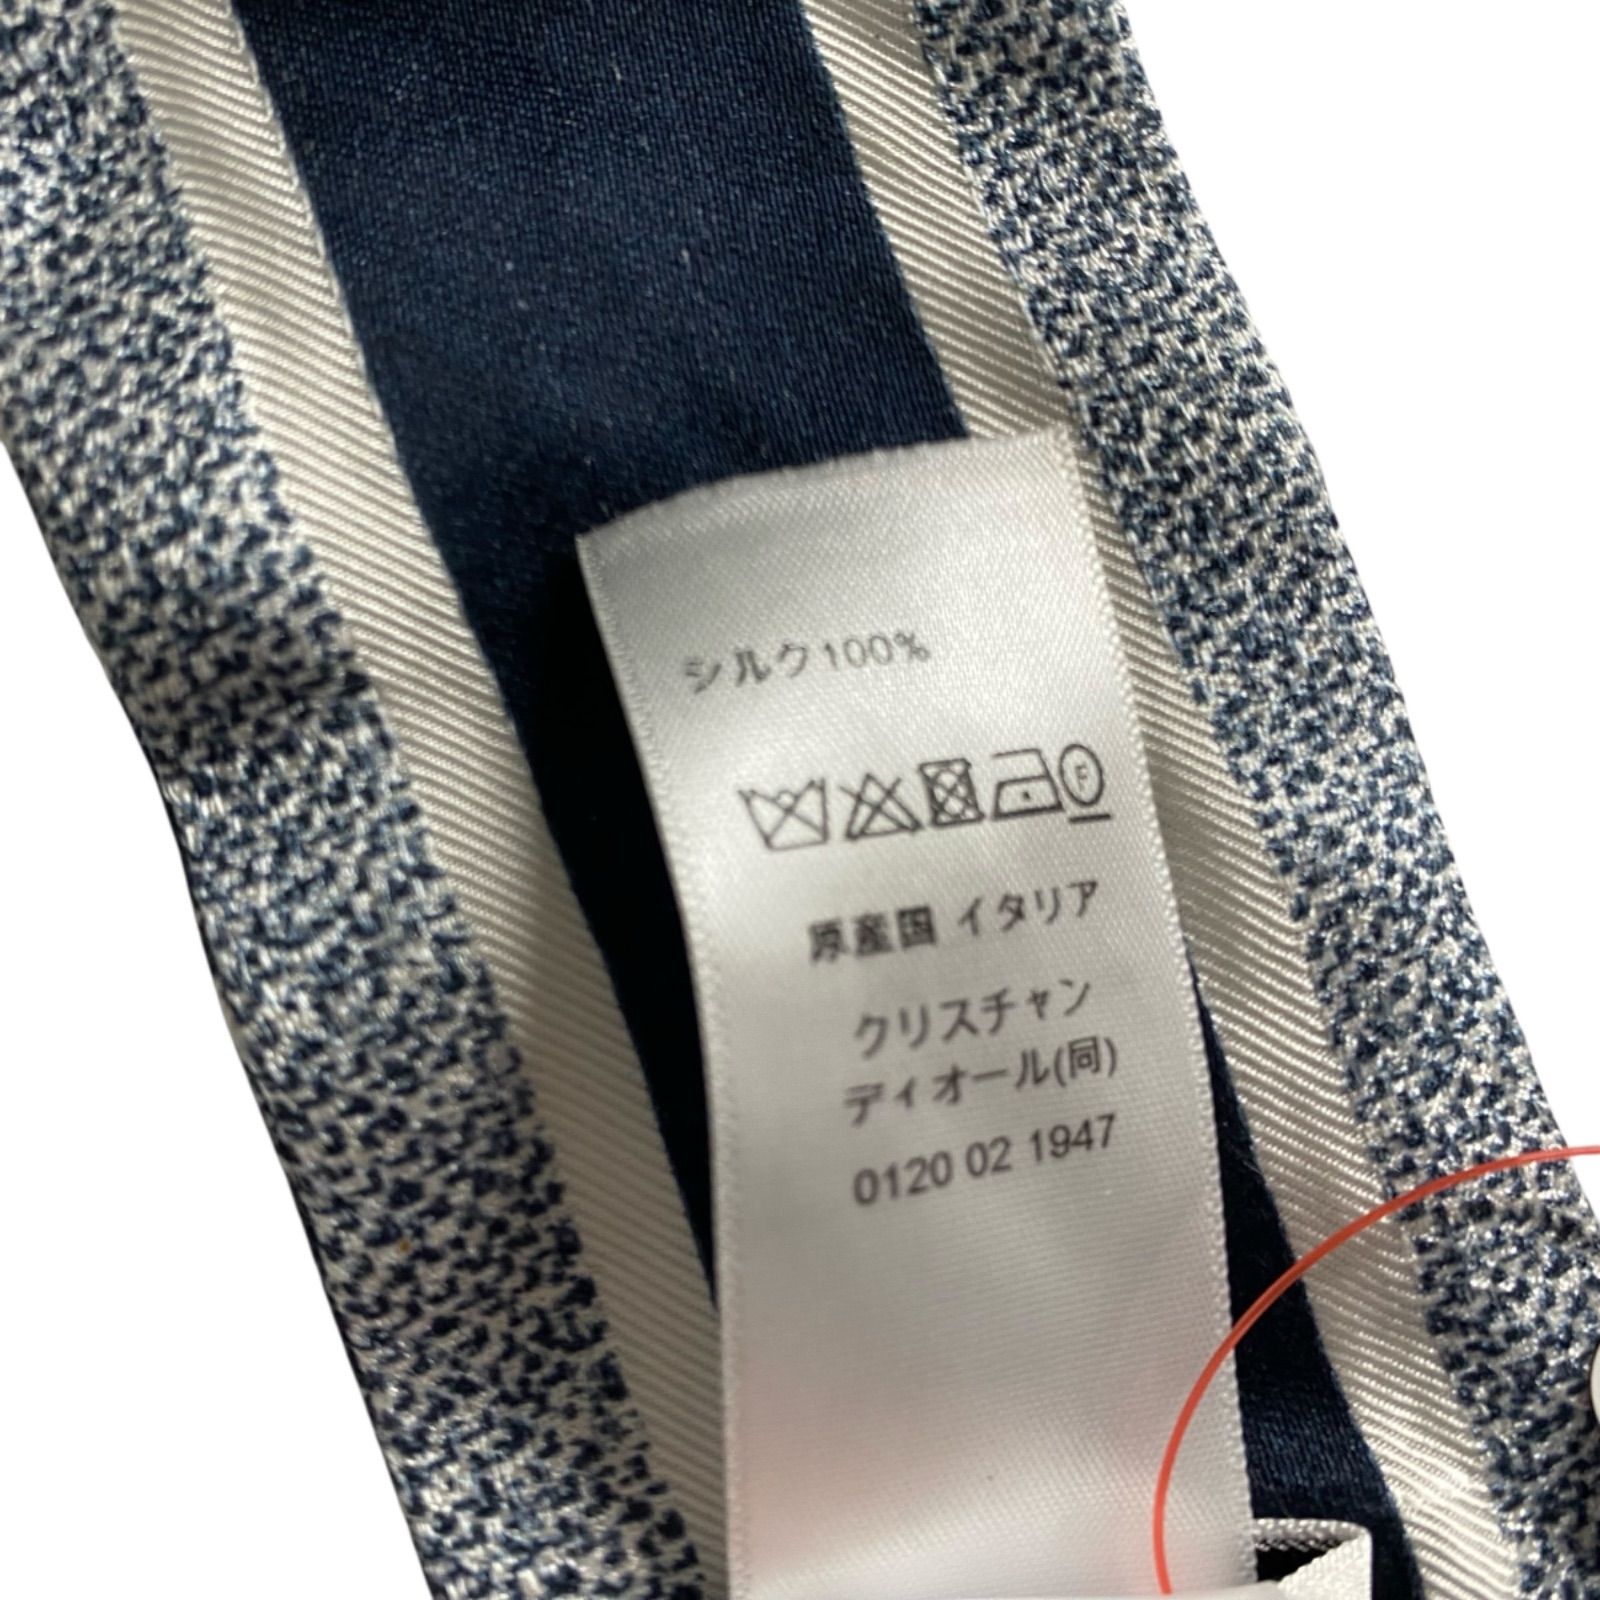 シルク100%
F
原産国 イタリア
クリスチャン
ディオール(同)
0120 02 1947